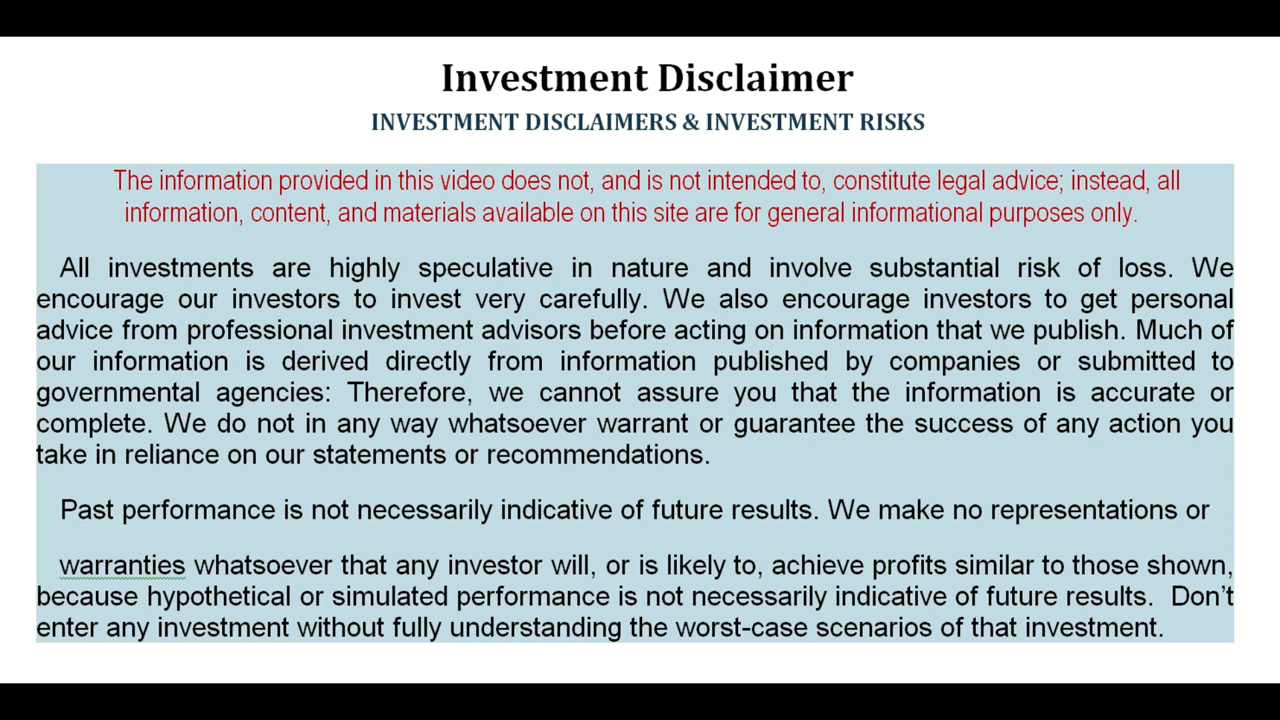 Investment Disclaimer
INVESTMENT DISCLAIMERS & INVESTMENT RISKS
The information provided in this video does not, and is not intended to, constitute legal advice; instead, all
information, content, and materials available on this site are for general informational purposes only.
All investments are highly speculative in nature and involve substantial risk of loss. We
encourage our investors to invest very carefully. We also encourage investors to get personal
advice from professional investment advisors before acting on information that we publish. Much of
our information is derived directly from information published by companies or submitted to
governmental agencies: Therefore, we cannot assure you that the information is accurate or
complete. We do not in any way whatsoever warrant or guarantee the success of any action you
take in reliance on our statements or recommendations.
Past performance is not necessarily indicative of future results. We make no representations or
warranties whatsoever that any investor will, or is likely to, achieve profits similar to those shown,
because hypothetical or simulated performance is not necessarily indicative of future results.  Don’t
enter any investment without fully understanding the worst-case scenarios of that investment.